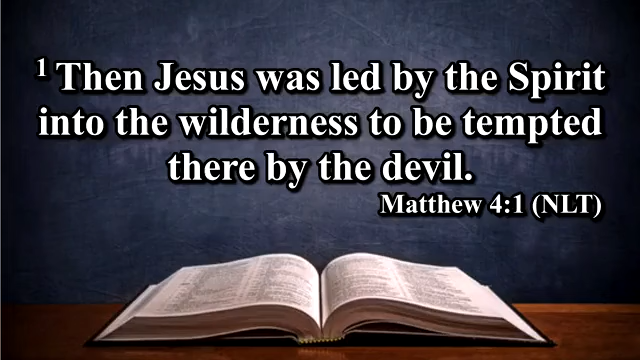 1 Then Jesus was led by the Spirit
into the wilderness to be tempted
there by the devil.
Matthew 4:1 (NLT)